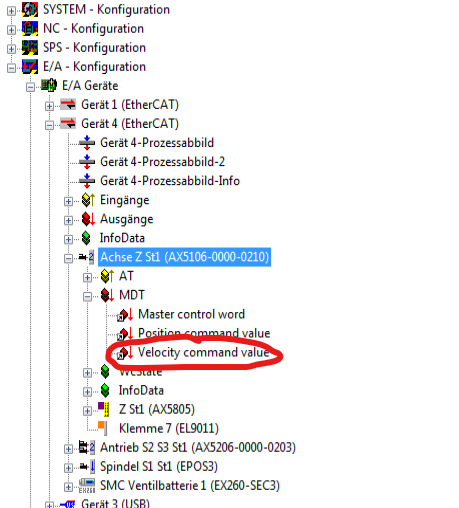 SYSTEM - Konfiguration
NC - Konfiguration
SPS - Konfiguration
E/A - Konfiguration
E/A Geräte
Gerät 1 (EtherCAT)
Gerät 4 (EtherCAT)
Gerät 4-Prozessabbild
Gerät 4-Prozessabbild-2
Gerät 4-Prozessabbild-Info
Eingänge
Ausgänge
InfoData
Achse Z St1 (AX5106-0000-0210)
AT
MDT
Master control word
Position command value
Velocity command value
WcState
InfoData
Z St1 (AX5805)
Klemme 7 (EL9011)
Antrieb S2 S3 St1 (AX5206-0000-0203)
Spindel S1 St1 (EPOS3)
SMC Ventilbatterie 1 (EX260-SEC3)
Gerät 3 (USB)